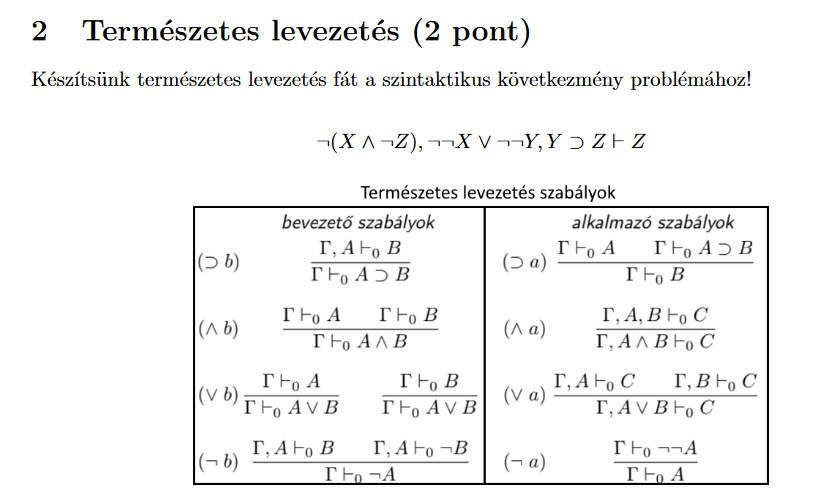 2 Természetes levezetés (2 pont)
Készítsünk természetes levezetés fát a szintaktikus következmény problémához!
¬(X ∧ ¬Z), ¬¬X ∨ ¬¬Y, Y ⊃ Z ⊢ Z
Természetes levezetés szabályok
bevezető szabályok alkalmazó szabályok
Γ, A ⊢₀ B Γ ⊢₀ A Γ ⊢₀ A ⊃ B
(⊃ b) (⊃ a)
Γ ⊢₀ A ⊃ B Γ ⊢₀ B
Γ ⊢₀ A Γ ⊢₀ B Γ, A, B ⊢₀ C
(∧ b) (∧ a)
Γ ⊢₀ A ∧ B Γ, A ∧ B ⊢₀ C
Γ ⊢₀ A Γ ⊢₀ B Γ, A ⊢₀ C Γ, B ⊢₀ C
(∨ b) (∨ a)
Γ ⊢₀ A ∨ B Γ ⊢₀ A ∨ B Γ, A ∨ B ⊢₀ C
Γ, A ⊢₀ B Γ, A ⊢₀ ¬B Γ ⊢₀ ¬¬A
(¬ b) (¬ a)
Γ ⊢₀ ¬A Γ ⊢₀ A